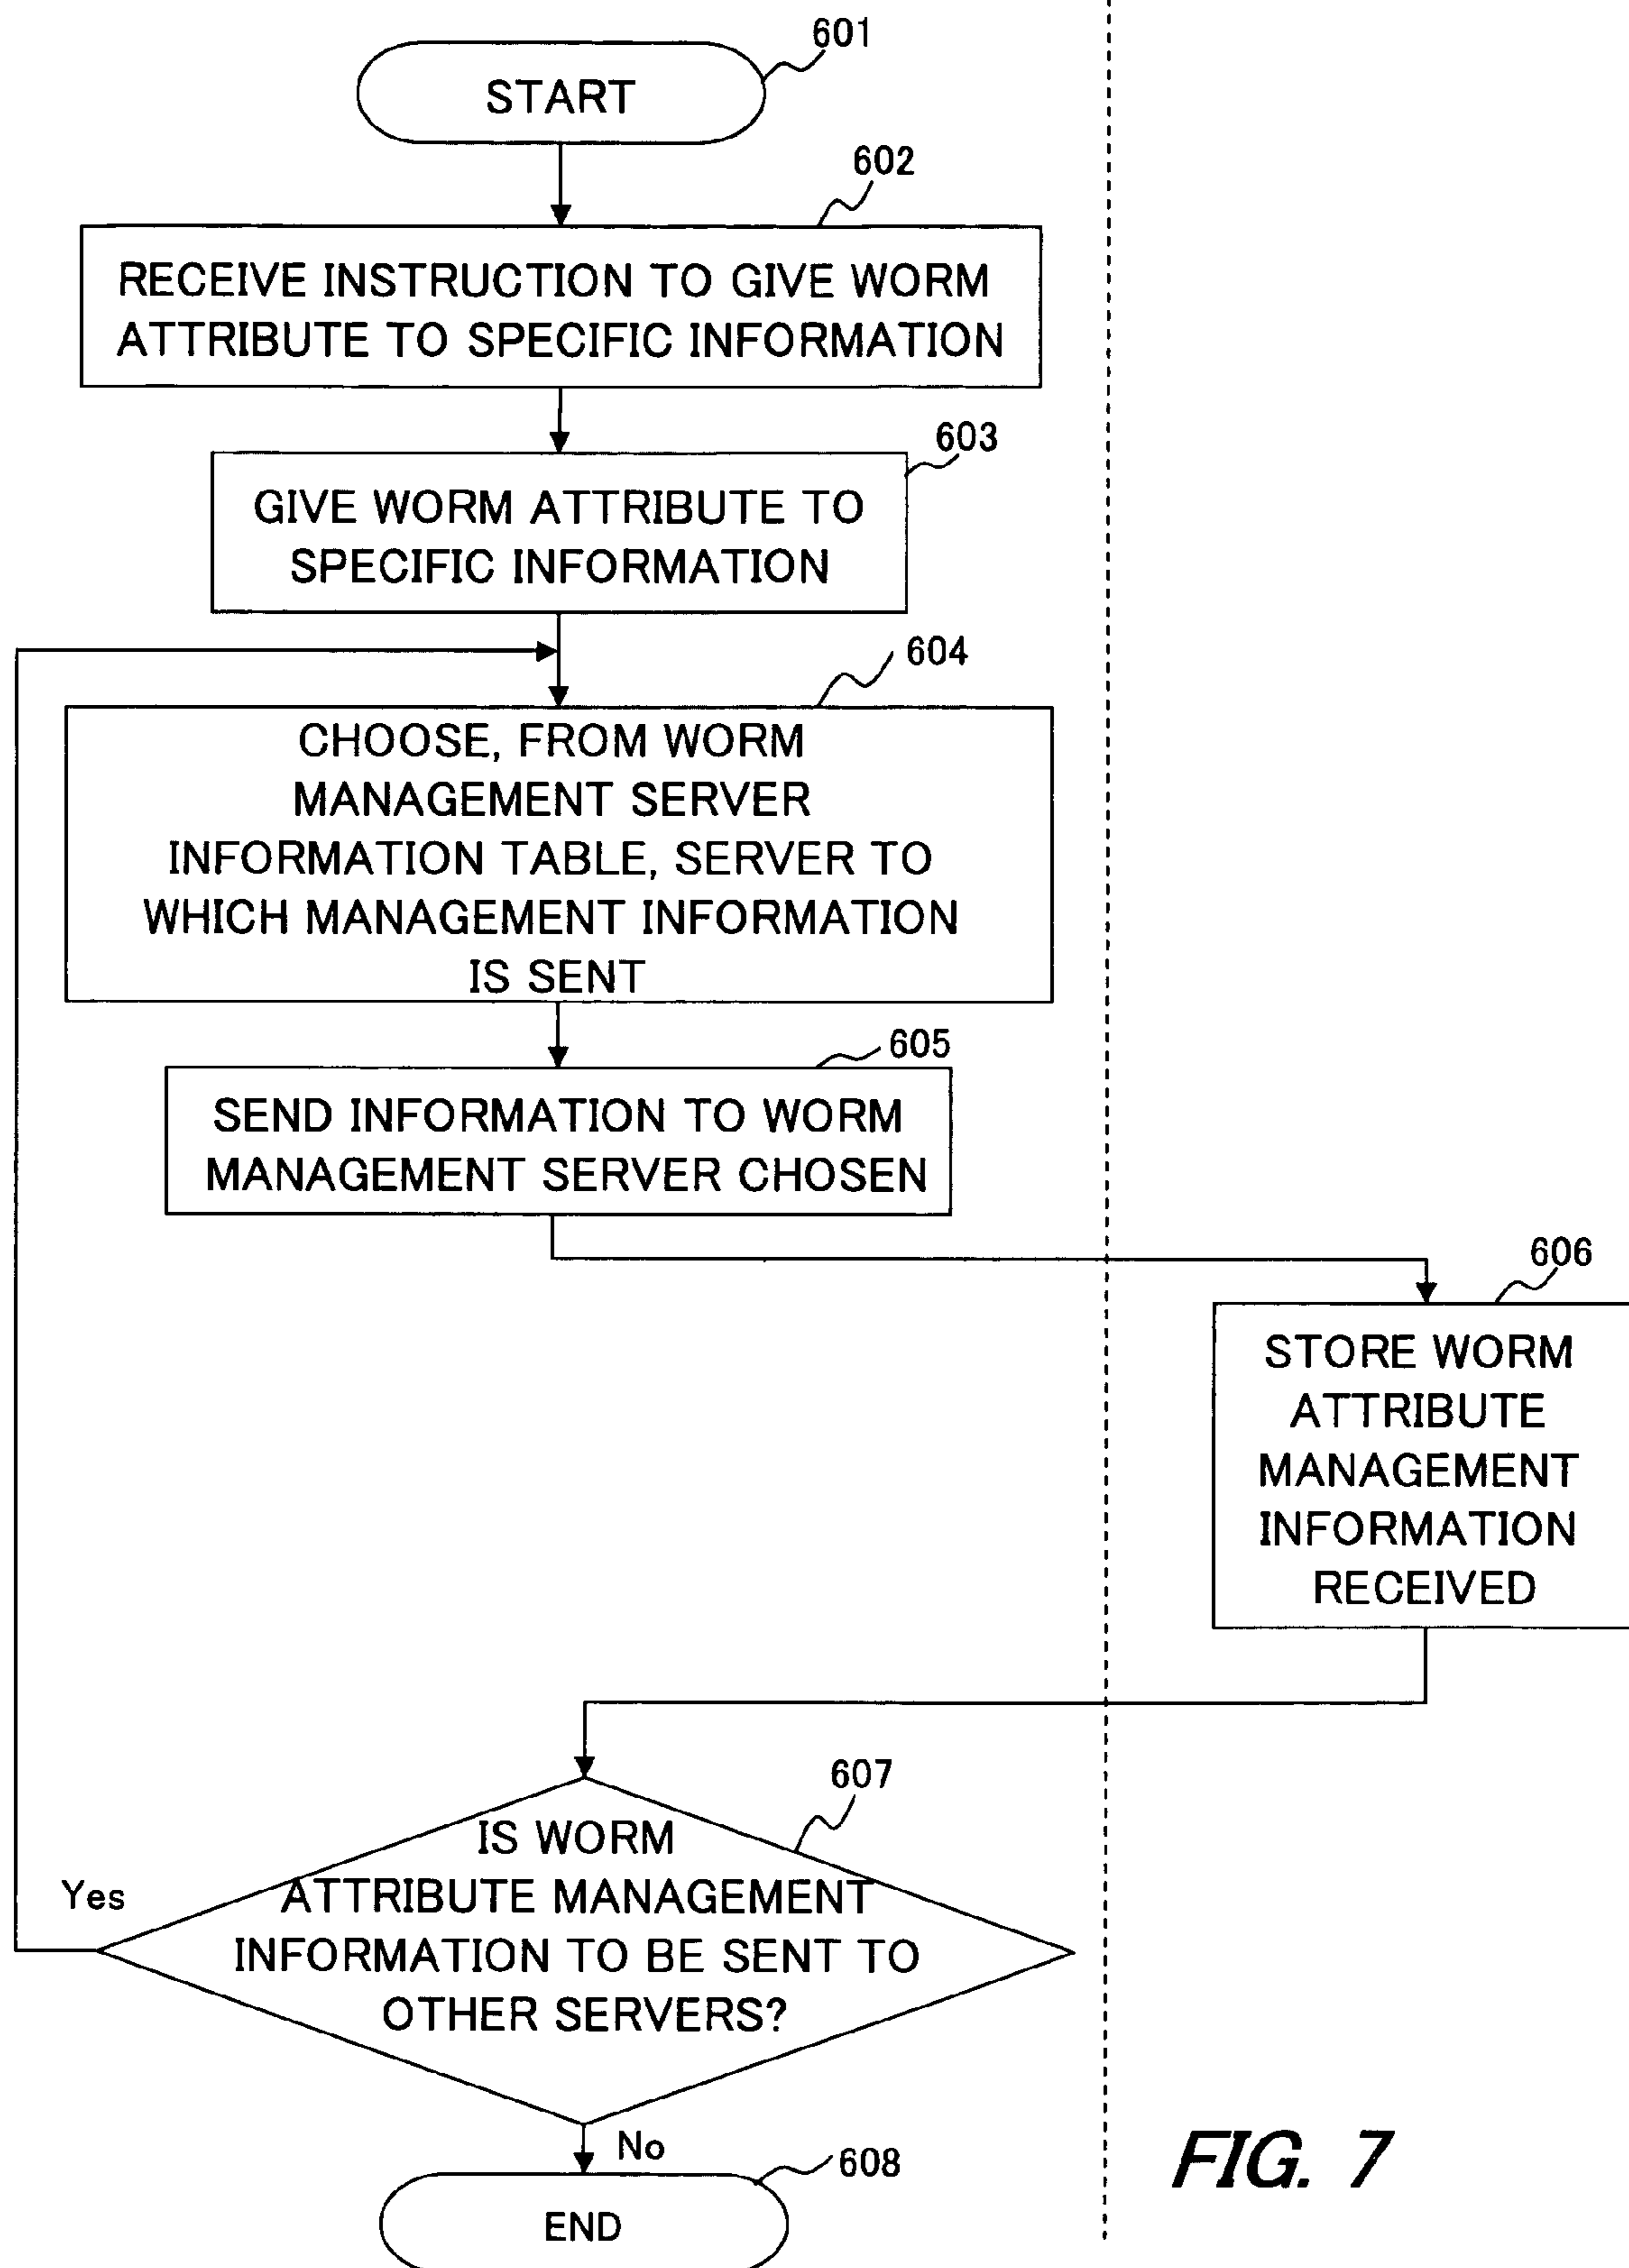 601
START
602
RECEIVE INSTRUCTION TO GIVE WORM
ATTRIBUTE TO SPECIFIC INFORMATION
603
GIVE WORM ATTRIBUTE TO
SPECIFIC INFORMATION
604
CHOOSE, FROM WORM
MANAGEMENT SERVER
INFORMATION TABLE, SERVER TO
WHICH MANAGEMENT INFORMATION
IS SENT
605
SEND INFORMATION TO WORM
MANAGEMENT SERVER CHOSEN
606
STORE WORM
ATTRIBUTE
MANAGEMENT
INFORMATION
RECEIVED
607
IS WORM
ATTRIBUTE MANAGEMENT
INFORMATION TO BE SENT TO
OTHER SERVERS?
Yes
No
608
END
FIG. 7